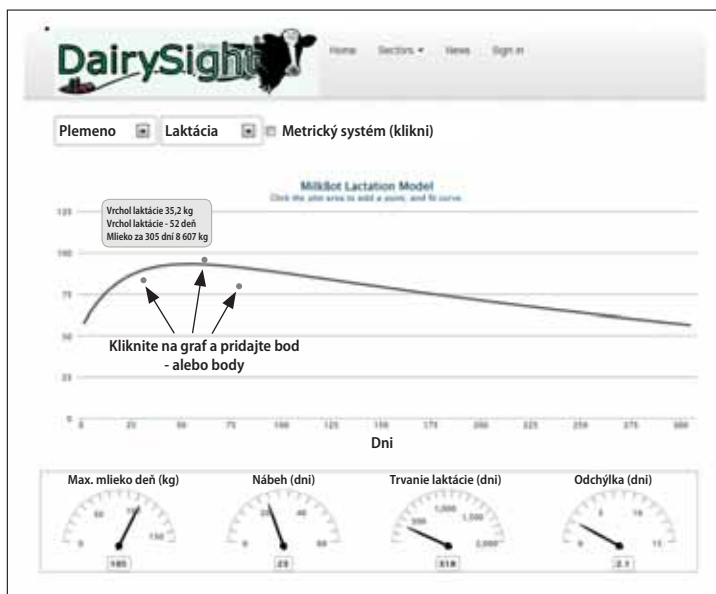 DairySight
Home Sectors News Sign in
Plemeno Laktácia Metrický systém (klikni)
MilkBot Lactation Model
Click the plot area to add a point, and fit curve.
Vrchol laktácie 35,2 kg
Vrchol laktácie - 52 deň
Mlieko za 305 dní 8 607 kg
125
100
75
50
25
0
Kliknite na graf a pridajte bod
- alebo body
0 25 50 75 100 125 150 175 200 225 250 275 300
Dni
Max. mlieko deň (kg) Nábeh (dni) Trvanie laktácie (dni) Odchýlka (dni)
0 50 100 150
0 20 40 60
500 1,000 1,500 2,000
0 5 10 15
23 318 2.1